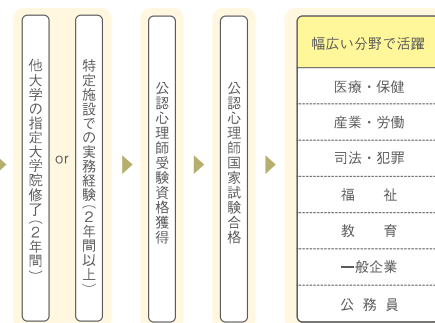 他大学の指定大学院修了(2年間)
or
特定施設での実務経験(2年間以上)
公認心理師受験資格獲得
公認心理師国家試験合格
幅広い分野で活躍
医療・保健
産業・労働
司法・犯罪
福　祉
教　育
一般企業
公 務 員